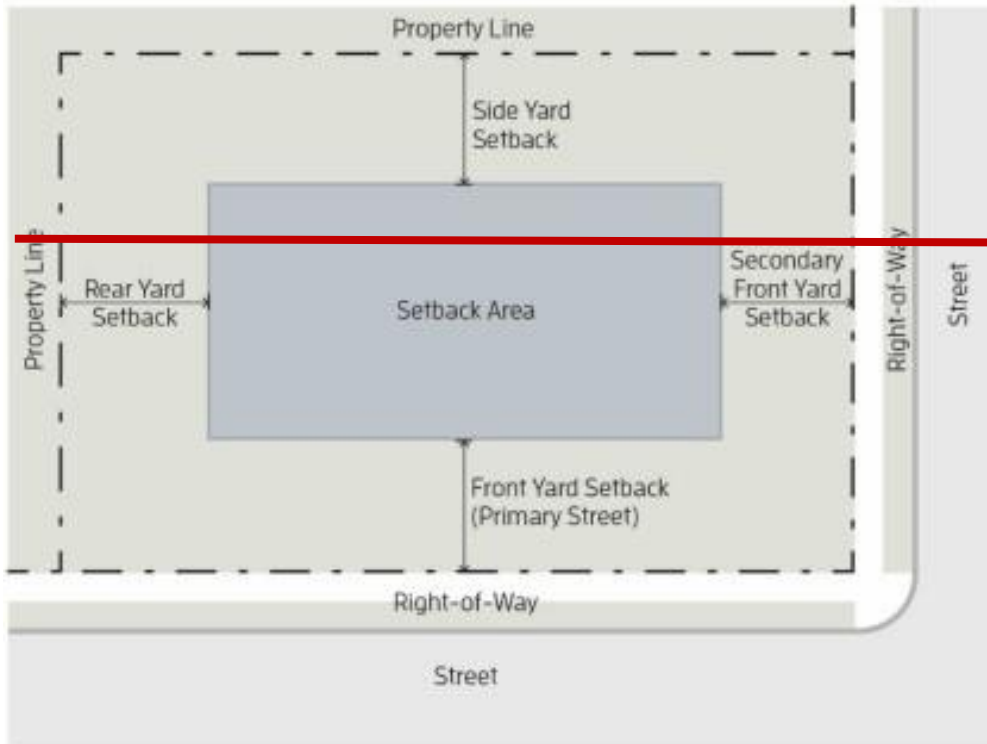 Property Line
Side Yard
Setback
Property Line
Rear Yard
Setback
Setback Area
Secondary
Front Yard
Setback
Right-of-Way
Street
Front Yard Setback
(Primary Street)
Right-of-Way
Street